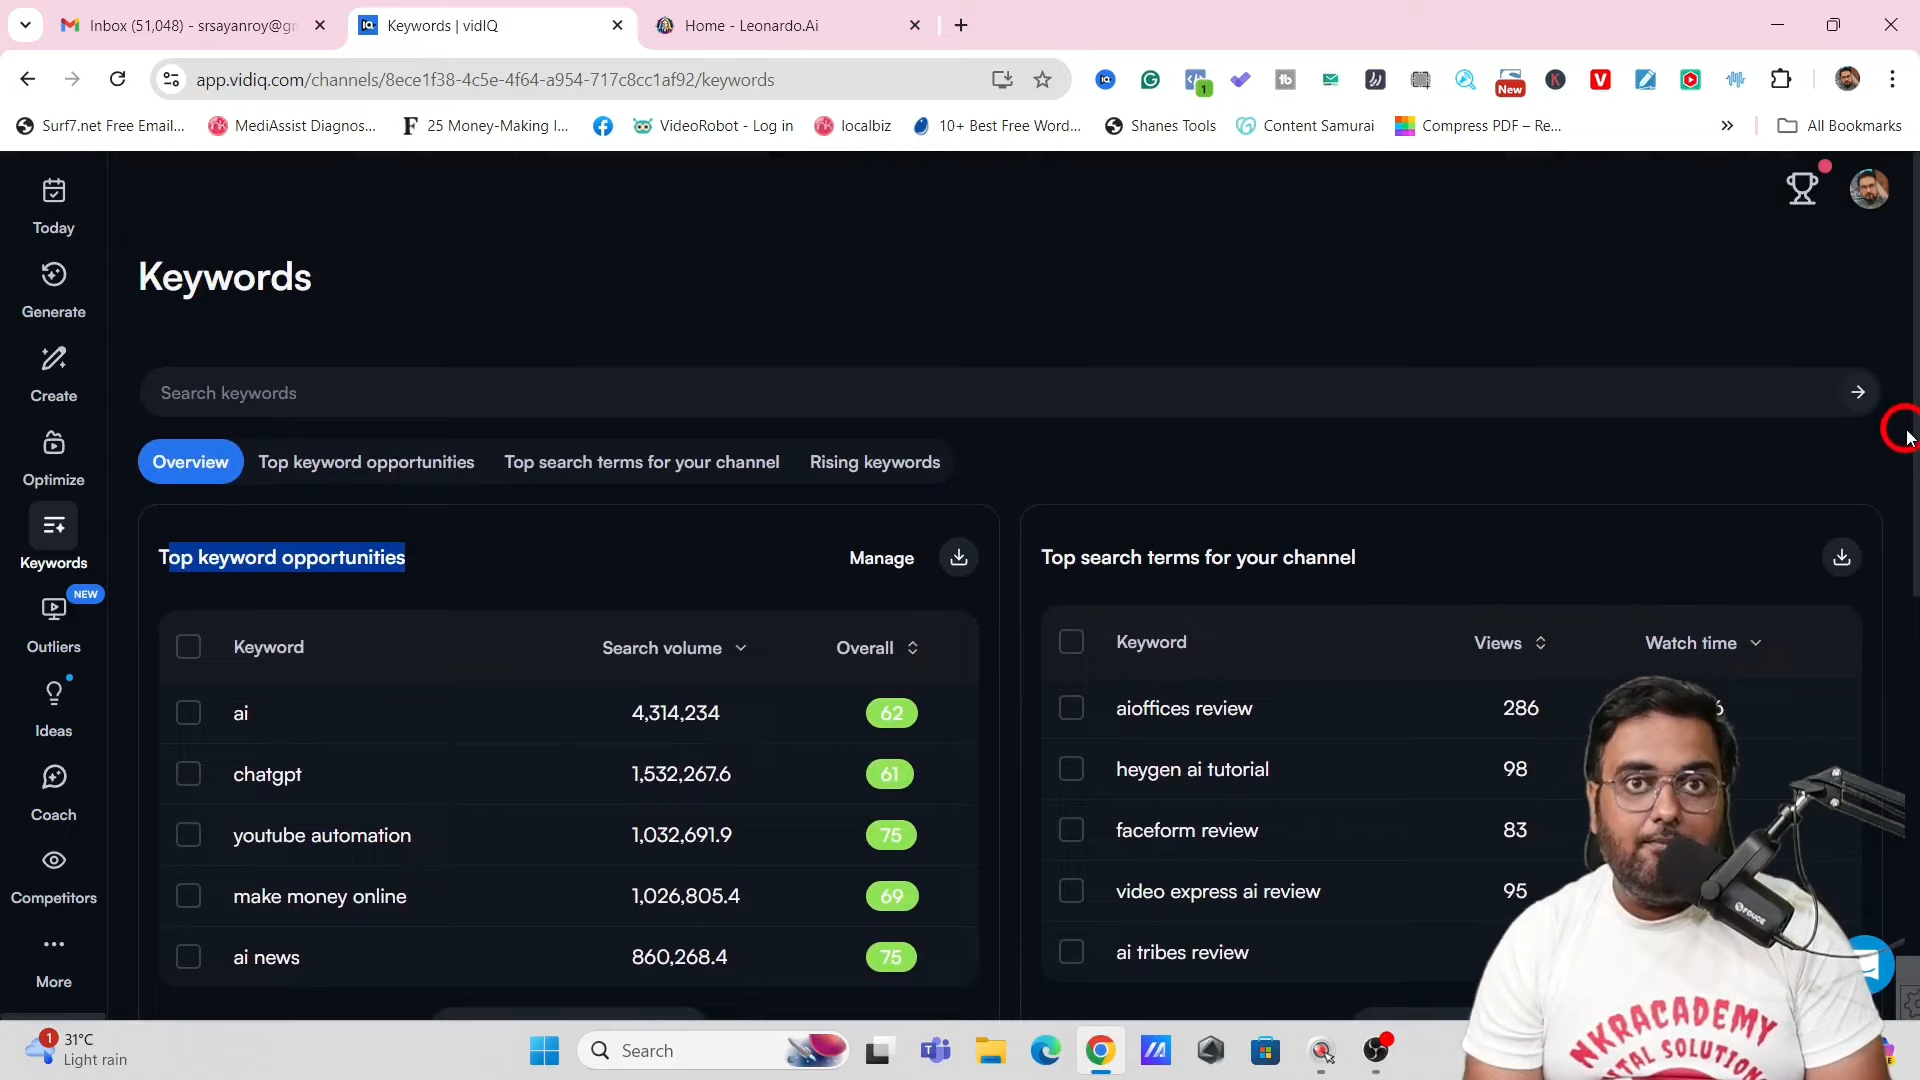 Inbox (51,048) - srsayanroy@gm
Keywords | vidIQ
Home - Leonardo.Ai
app.vidiq.com/channels/8ece1f38-4c5e-4f64-a954-717c8cc1af92/keywords
1
New
Surf7.net Free Email...
MediAssist Diagnos...
25 Money-Making I...
VideoRobot - Log in
localbiz
10+ Best Free Word...
Shanes Tools
Content Samurai
Compress PDF – Re...
All Bookmarks
Today
Generate
Create
Optimize
Keywords
NEW
Outliers
Ideas
Coach
Competitors
More
Keywords
Search keywords
Overview
Top keyword opportunities
Top search terms for your channel
Rising keywords
Top keyword opportunities
Manage
Keyword Search volume Overall
ai 4,314,234 62
chatgpt 1,532,267.6 61
youtube automation 1,032,691.9 75
make money online 1,026,805.4 69
ai news 860,268.4 75
Top search terms for your channel
Keyword Views Watch time
aioffices review 286
heygen ai tutorial 98
faceform review 83
video express ai review 95
ai tribes review
FDUCE
NKRACADEMY
1
31°C
Light rain
Search